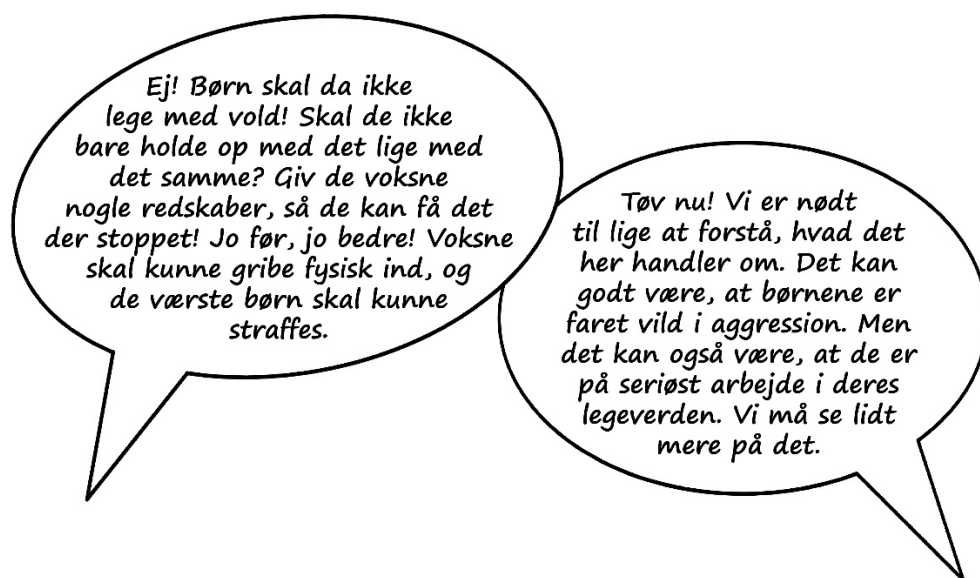 Ej! Børn skal da ikke
lege med vold! Skal de ikke
bare holde op med det lige med
det samme? Giv de voksne
nogle redskaber, så de kan få det
der stoppet! Jo før, jo bedre! Voksne
skal kunne gribe fysisk ind, og
de værste børn skal kunne
straffes.
Tøv nu! Vi er nødt
til lige at forstå, hvad det
her handler om. Det kan
godt være, at børnene er
faret vild i aggression. Men
det kan også være, at de er
på seriøst arbejde i deres
legeverden. Vi må se lidt
mere på det.